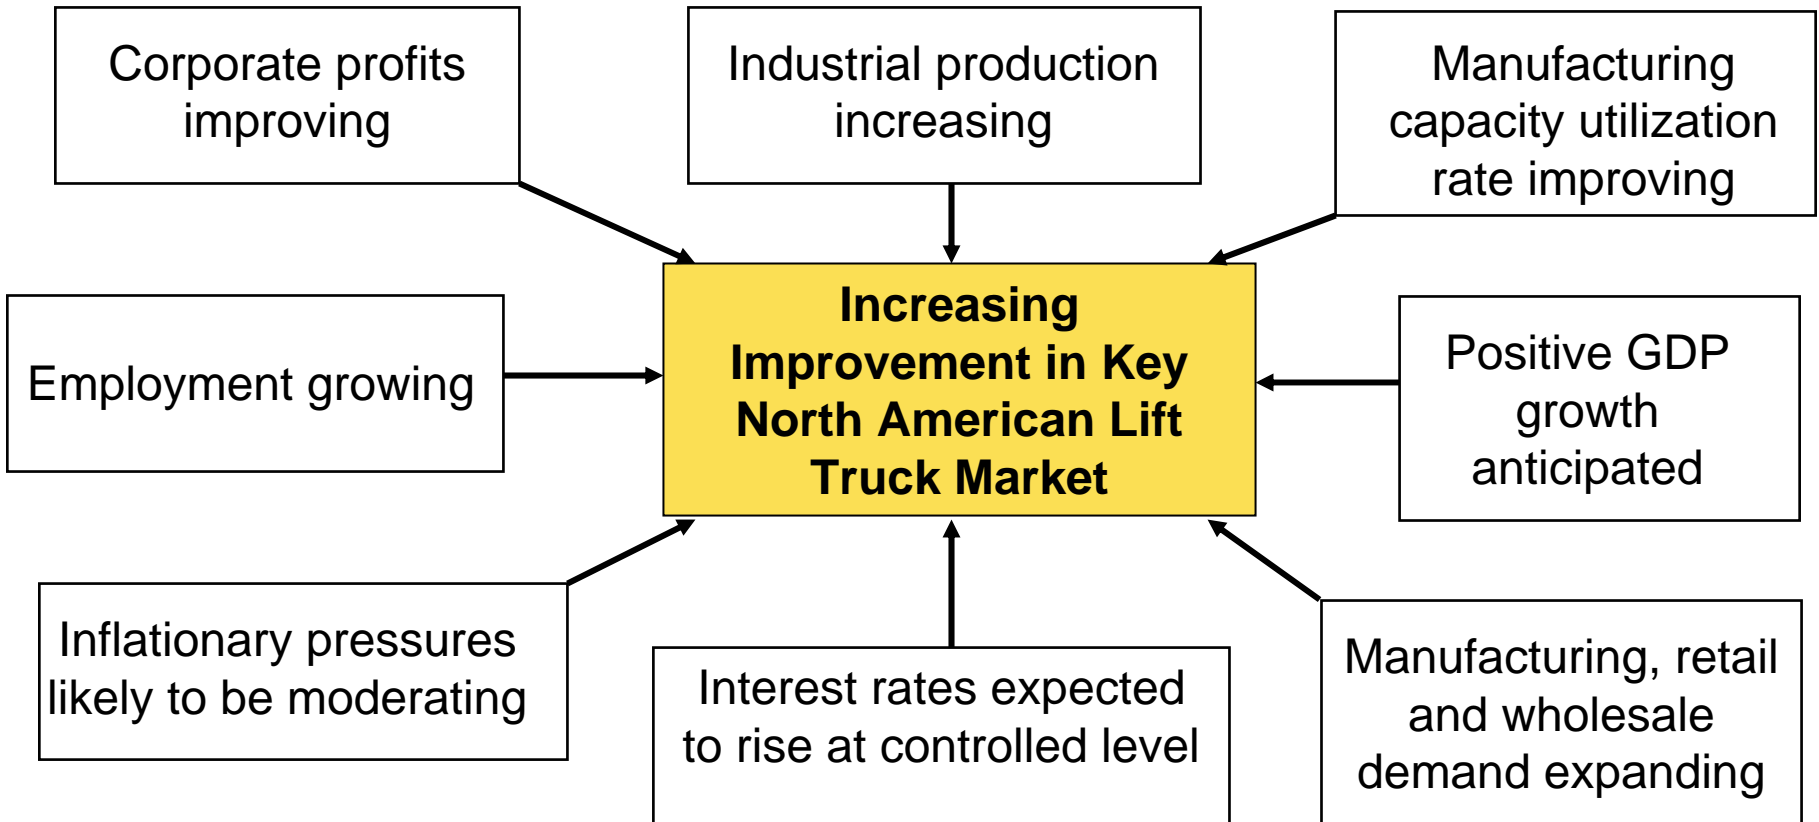 Corporate profits
improving
Industrial production
increasing
Manufacturing
capacity utilization
rate improving
Employment growing
Increasing
Improvement in Key
North American Lift
Truck Market
Positive GDP
growth
anticipated
Inflationary pressures
likely to be moderating
Interest rates expected
to rise at controlled level
Manufacturing, retail
and wholesale
demand expanding